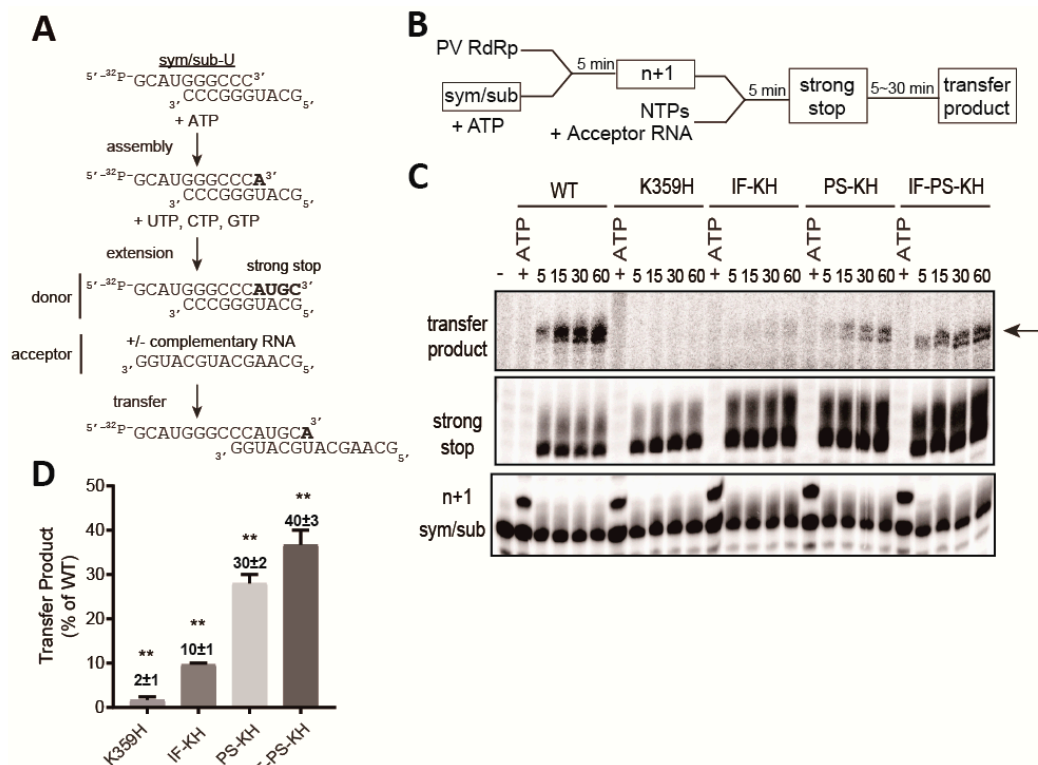 A
sym/sub-U
5'-32P-GCAUGGGCCC3'
3'CCCGGGUACG5'
+ ATP
assembly
5'-32P-GCAUGGGCCCA3'
3'CCCGGGUACG5'
+ UTP, CTP, GTP
extension
strong stop
donor
5'-32P-GCAUGGGCCCAUGC3'
3'CCCGGGUACG5'
acceptor
+/- complementary RNA
3'GGUACGUACGAACG5'
transfer
5'-32P-GCAUGGGCCCAUGCA3'
3'GGUACGUACGAACG5'
B
PV RdRp
sym/sub
+ ATP
5 min
n+1
NTPs
+ Acceptor RNA
5 min
strong
stop
5~30 min
transfer
product
C
WT K359H IF-KH PS-KH IF-PS-KH
ATP ATP ATP ATP ATP
- + 5 15 30 60 + 5 15 30 60 + 5 15 30 60 + 5 15 30 60 + 5 15 30 60
transfer
product
strong
stop
n+1
sym/sub
D
Transfer Product
(% of WT)
50
40
30
20
10
0
**
2±1
**
10±1
**
30±2
**
40±3
K359H
IF-KH
PS-KH